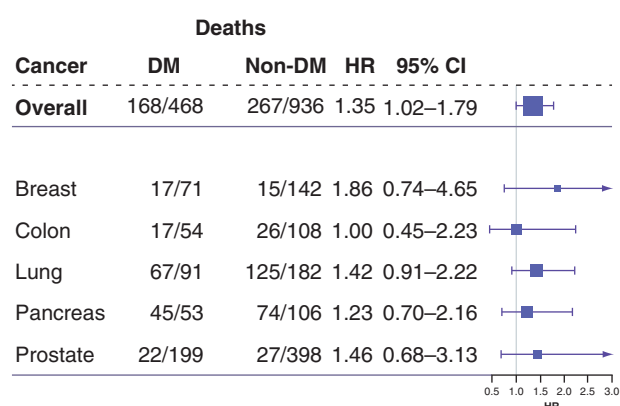 Deaths
Cancer DM Non-DM HR 95% CI
Overall 168/468 267/936 1.35 1.02–1.79
Breast 17/71 15/142 1.86 0.74–4.65
Colon 17/54 26/108 1.00 0.45–2.23
Lung 67/91 125/182 1.42 0.91–2.22
Pancreas 45/53 74/106 1.23 0.70–2.16
Prostate 22/199 27/398 1.46 0.68–3.13
0.5 1.0 1.5 2.0 2.5 3.0
HR